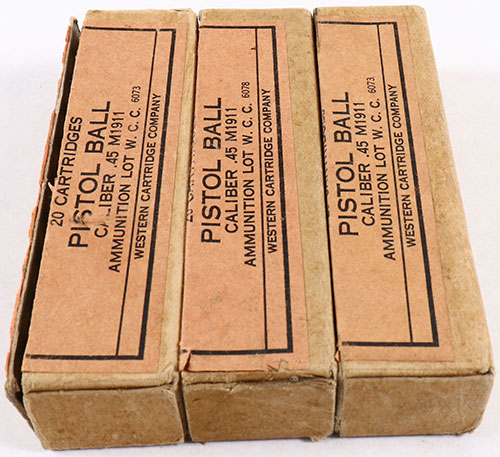 20 CARTRIDGES
PISTOL BALL
CALIBER .45 M1911
AMMUNITION LOT W. C. C. 6073
WESTERN CARTRIDGE COMPANY
PISTOL BALL
CALIBER .45 M1911
AMMUNITION LOT W. C. C. 6078
WESTERN CARTRIDGE COMPANY
PISTOL BALL
CALIBER .45 M1911
AMMUNITION LOT W. C. C. 6073
WESTERN CARTRIDGE COMPANY